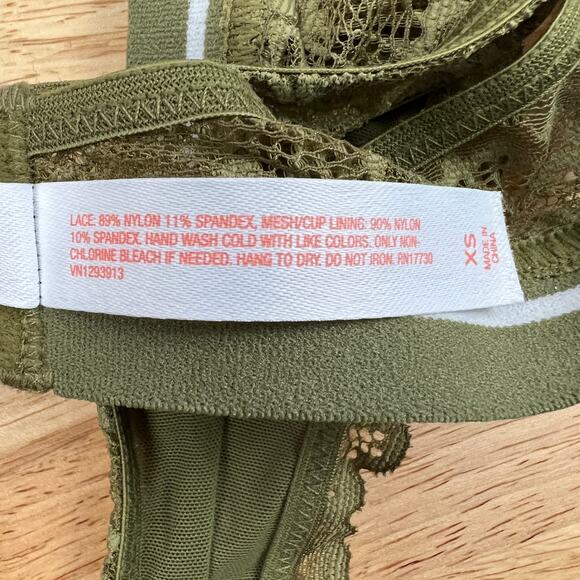 LACE: 89% NYLON 11% SPANDEX, MESH/CUP LINING: 90% NYLON
10% SPANDEX. HAND WASH COLD WITH LIKE COLORS. ONLY NON-
CHLORINE BLEACH IF NEEDED. HANG TO DRY. DO NOT IRON. RN17730
VN1293913
XS
MADE IN
CHINA